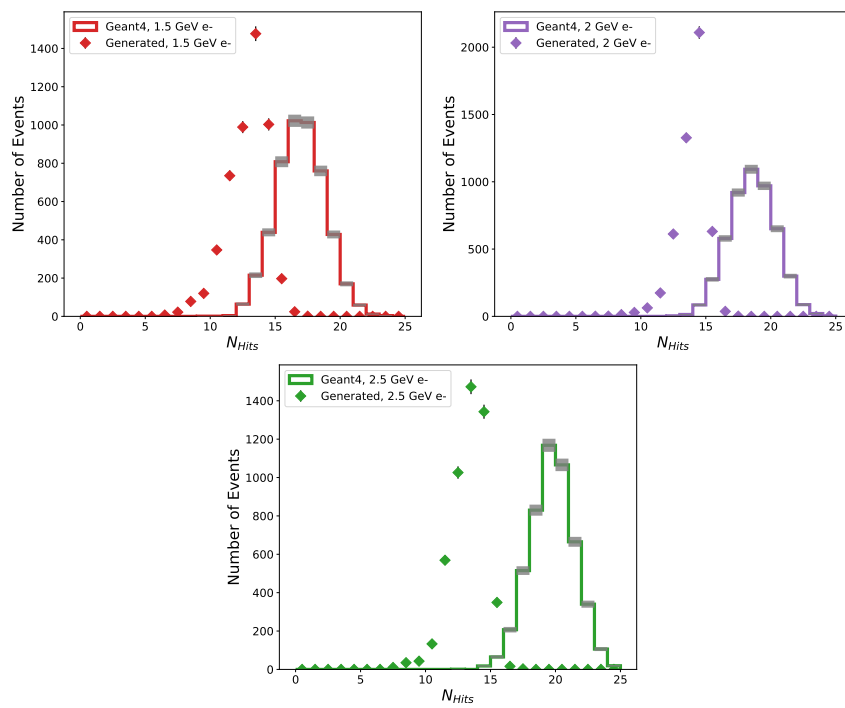 Geant4, 1.5 GeV e-
Generated, 1.5 GeV e-
Number of Events
1400
1200
1000
800
600
400
200
0
0 5 10 15 20 25
N_Hits
Geant4, 2 GeV e-
Generated, 2 GeV e-
Number of Events
2000
1500
1000
500
0
0 5 10 15 20 25
N_Hits
Geant4, 2.5 GeV e-
Generated, 2.5 GeV e-
Number of Events
1400
1200
1000
800
600
400
200
0
0 5 10 15 20 25
N_Hits